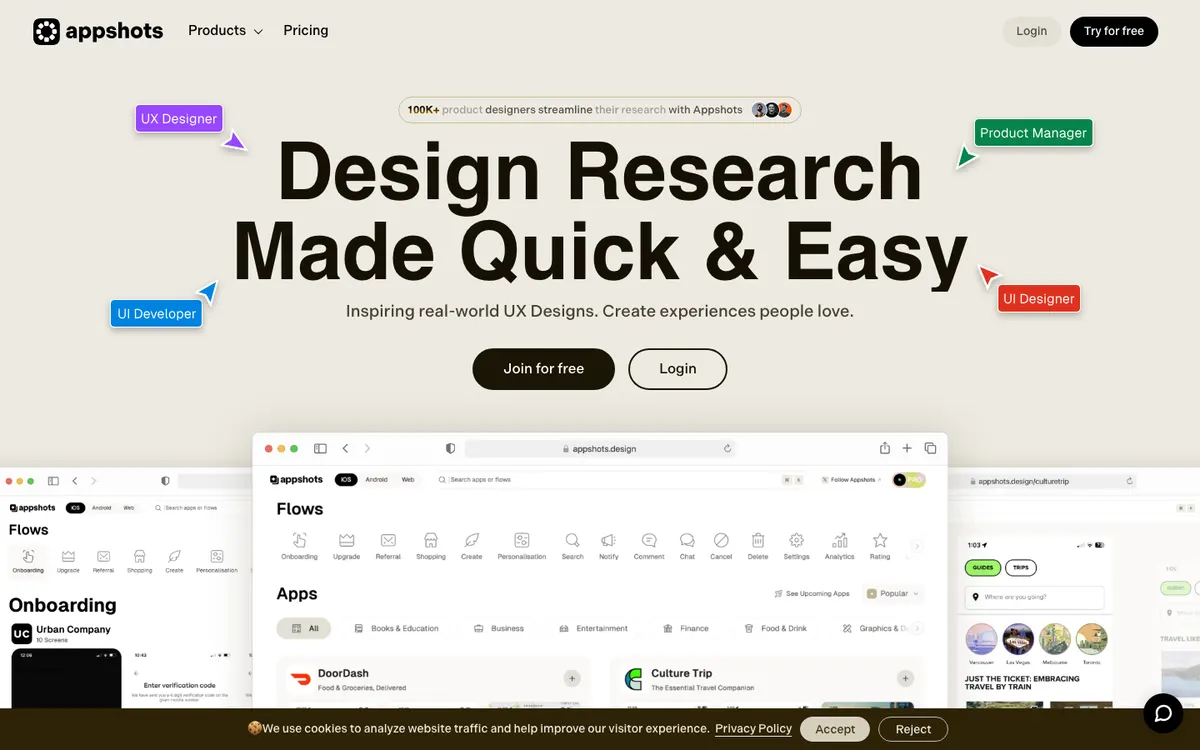 appshots
Products
Pricing
Login
Try for free
100K+ product designers streamline their research with Appshots
UX Designer
Product Manager
Design Research
Made Quick & Easy
UI Developer
UI Designer
Inspiring real-world UX Designs. Create experiences people love.
Join for free
Login
appshots.design
appshots
iOS
Android
Web
Search apps or flows
⌘ K
Follow Appshots
PRO
Flows
Onboarding
Upgrade
Referral
Shopping
Create
Personalisation
Search
Notify
Comment
Chat
Cancel
Delete
Settings
Analytics
Rating
Apps
See Upcoming Apps
Popular
All
Books & Education
Business
Entertainment
Finance
Food & Drink
Graphics & D
DoorDash
Food & Groceries, Delivered
Culture Trip
The Essential Travel Companion
appshots
iOS
Android
Web
Search apps or flows
Flows
Onboarding
Upgrade
Referral
Shopping
Create
Personalisation
Onboarding
UC
Urban Company
10 Screens
Enter verification code
appshots.design/culturetrip
1:03
GUIDES
TRIPS
Where are you going?
Vancouver
Las Vegas
Melbourne
Toronto
JUST THE TICKET: EMBRACING
TRAVEL BY TRAIN
TRAVEL LIKE
We use cookies to analyze website traffic and help improve our visitor experience. Privacy Policy
Accept
Reject